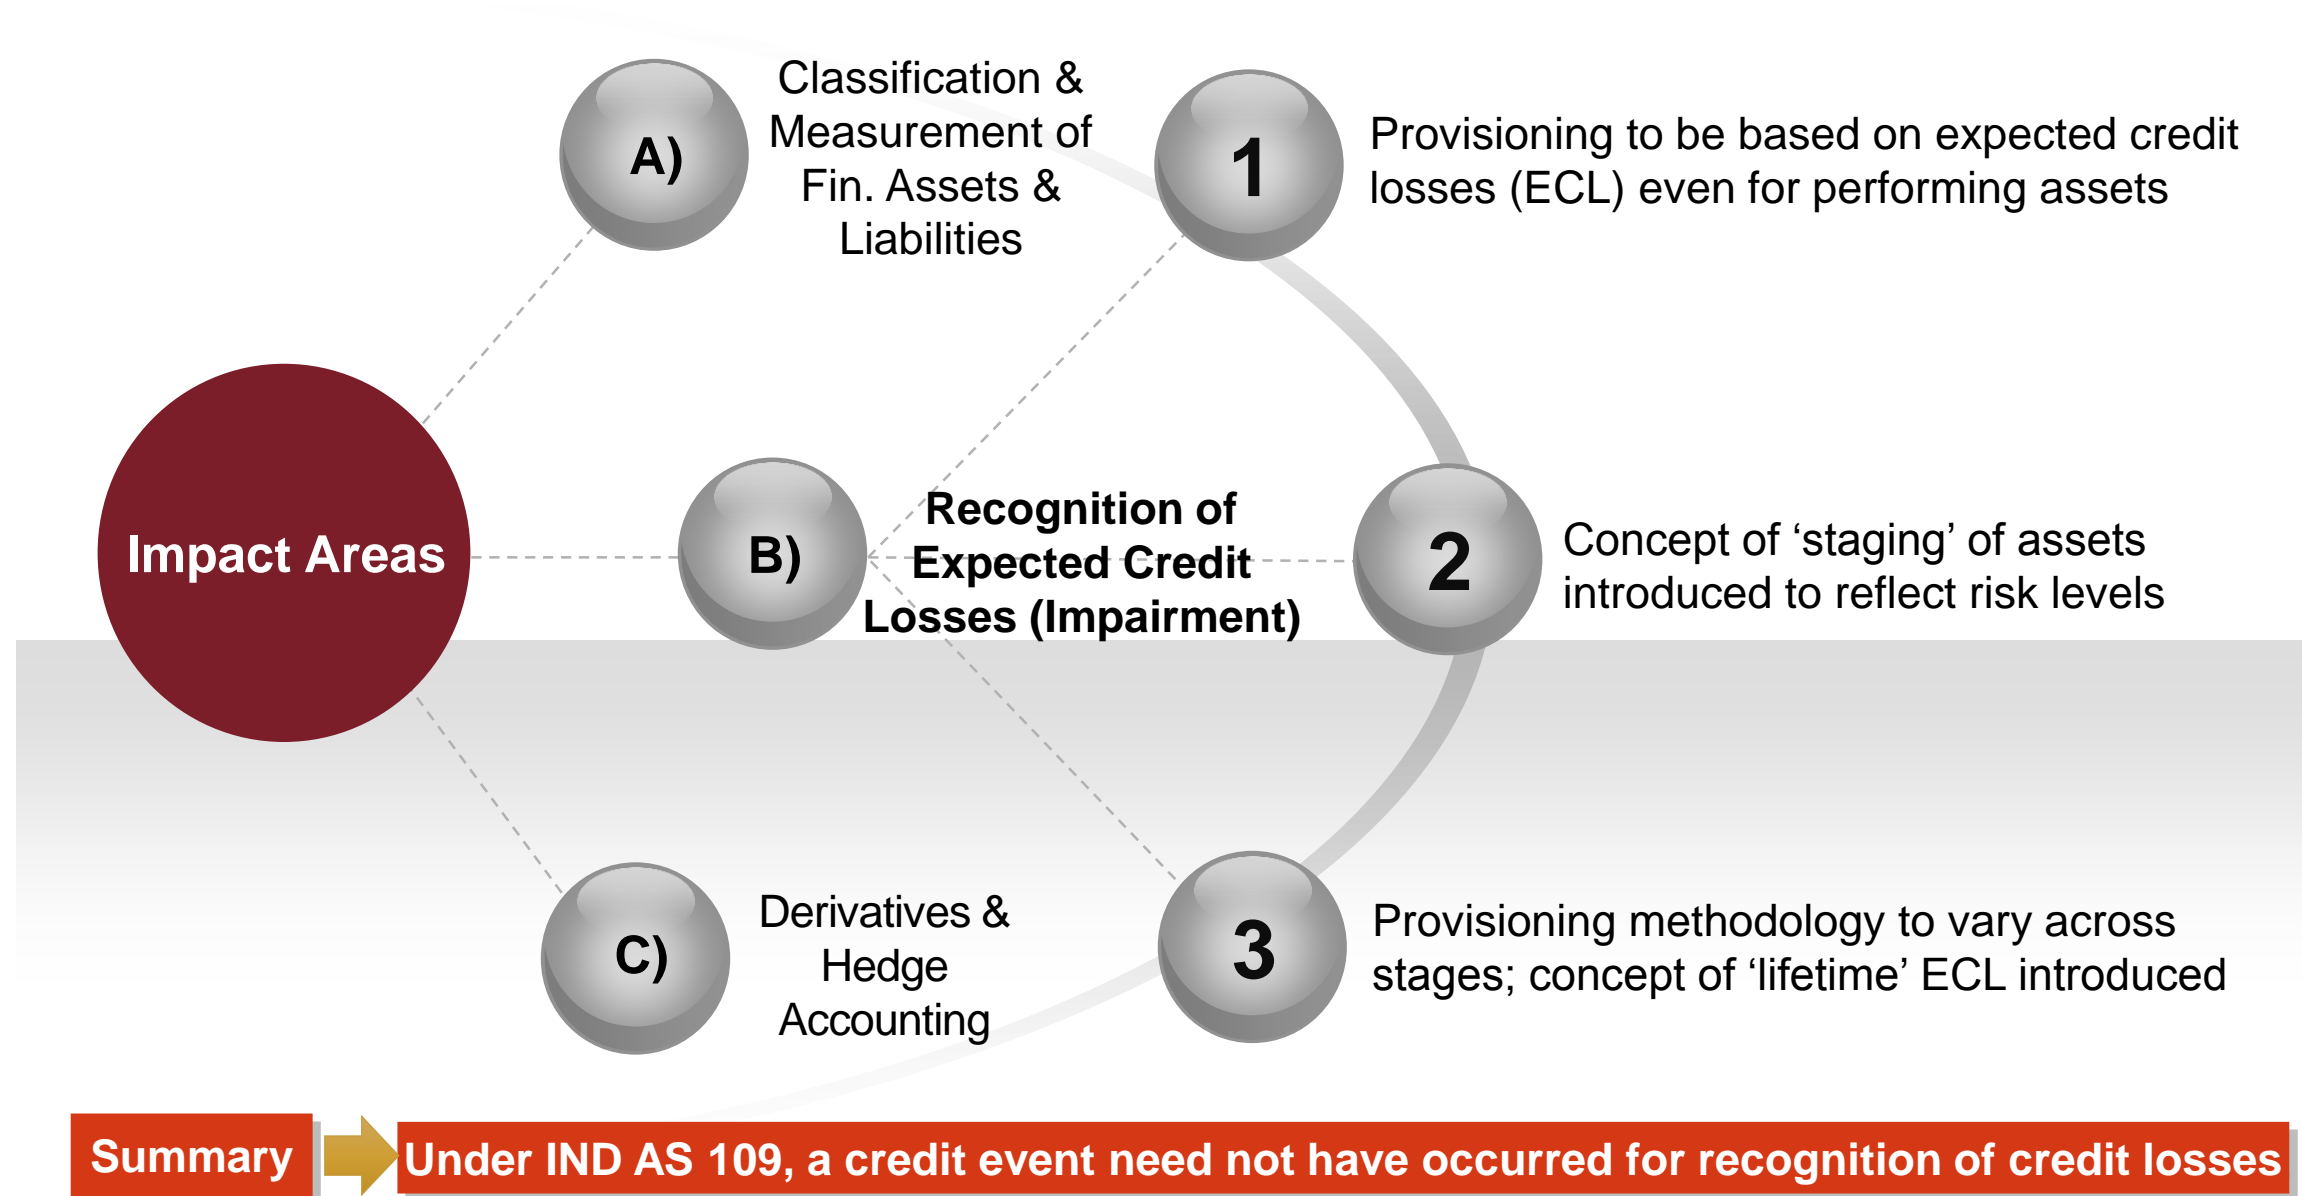 Impact Areas
A)
Classification &
Measurement of
Fin. Assets &
Liabilities
B)
Recognition of
Expected Credit
Losses (Impairment)
C)
Derivatives &
Hedge
Accounting
1
Provisioning to be based on expected credit
losses (ECL) even for performing assets
2
Concept of ‘staging’ of assets
introduced to reflect risk levels
3
Provisioning methodology to vary across
stages; concept of ‘lifetime’ ECL introduced
Summary
Under IND AS 109, a credit event need not have occurred for recognition of credit losses